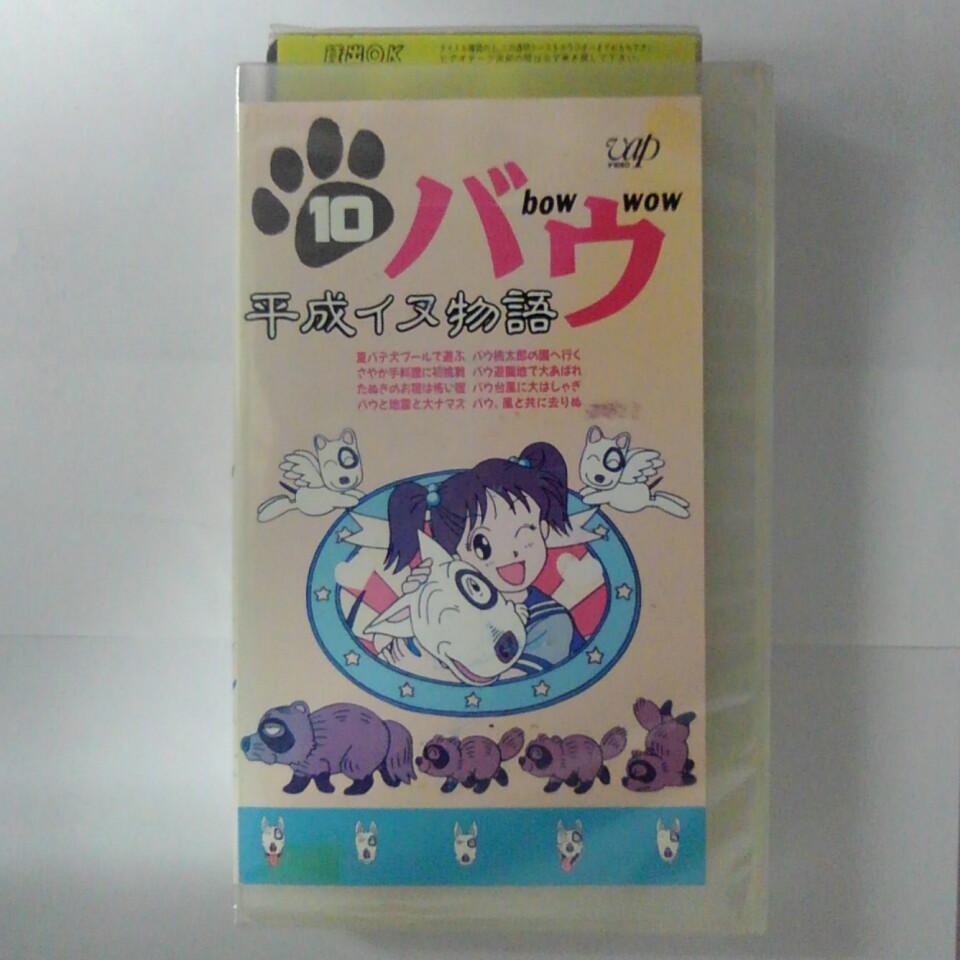 貸出OK
vap
VIDEO
10
バウ
bow wow
平成イヌ物語
夏バテ犬プールで遊ぶ バウ桃太郎の国へ行く
さやか手料理に初挑戦 バウ遊園地で大あばれ
たぬきのお宿は怖い宿 バウ台風に大はしゃぎ
バウと地震と大ナマズ バウ、風と共に去りぬ